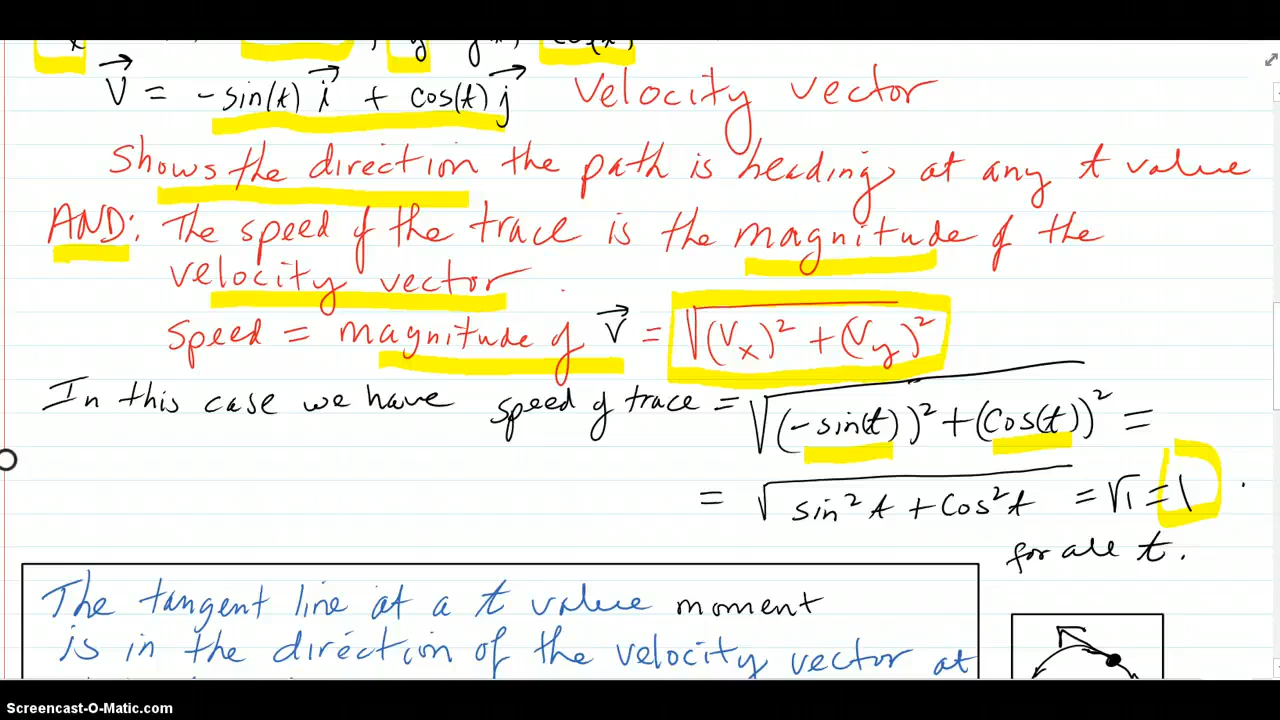 V = -sin(t) i + cos(t) j Velocity vector
Shows the direction the path is heading at any t value
AND: The speed of the trace is the magnitude of the
velocity vector
speed = magnitude of V = √(Vx)² + (Vy)²
In this case we have speed of trace = √(-sin(t))² + (cos(t))² =
= √sin²t + cos²t = √1 = 1
for all t.
The tangent line at a t value moment
is in the direction of the velocity vector at
Screencast-O-Matic.com